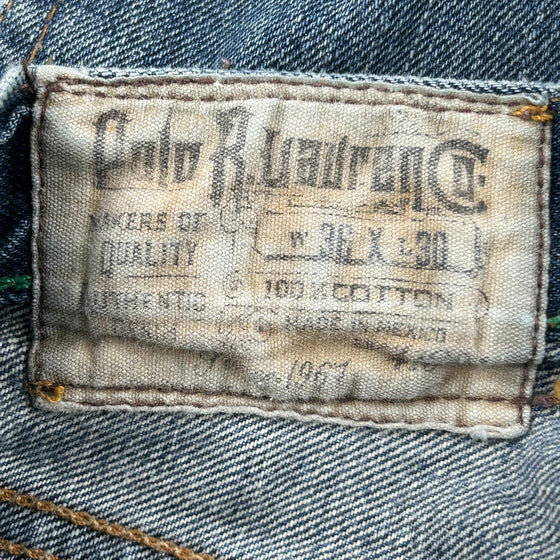 Polo R. Lauren Co.
MAKERS OF
QUALITY
AUTHENTIC
W 36 X L 30
100% COTTON
MADE IN MEXICO
1967